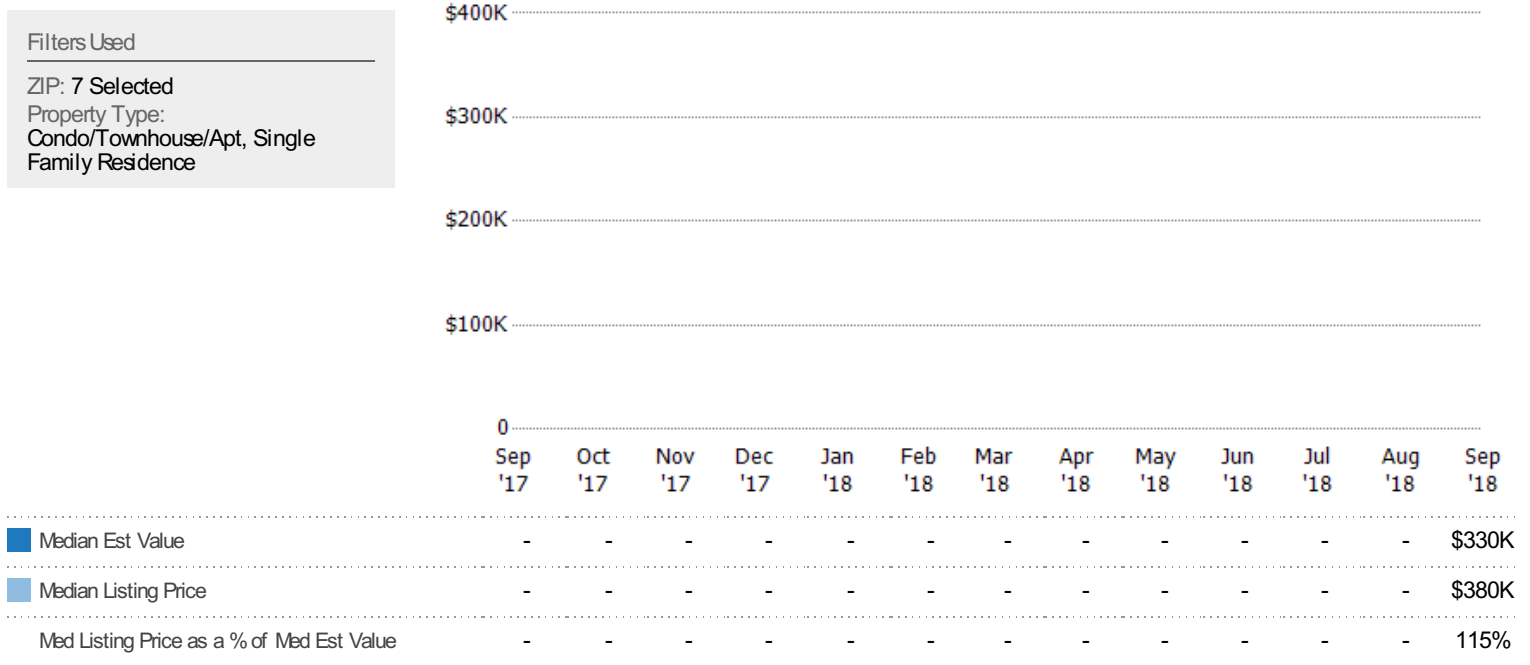 Filters Used
ZIP: 7 Selected
Property Type:
Condo/Townhouse/Apt, Single
Family Residence
$400K
$300K
$200K
$100K
0
Sep Oct Nov Dec Jan Feb Mar Apr May Jun Jul Aug Sep
'17 '17 '17 '17 '18 '18 '18 '18 '18 '18 '18 '18 '18
Median Est Value - - - - - - - - - - - - $330K
Median Listing Price - - - - - - - - - - - - $380K
Med Listing Price as a % of Med Est Value - - - - - - - - - - - - 115%